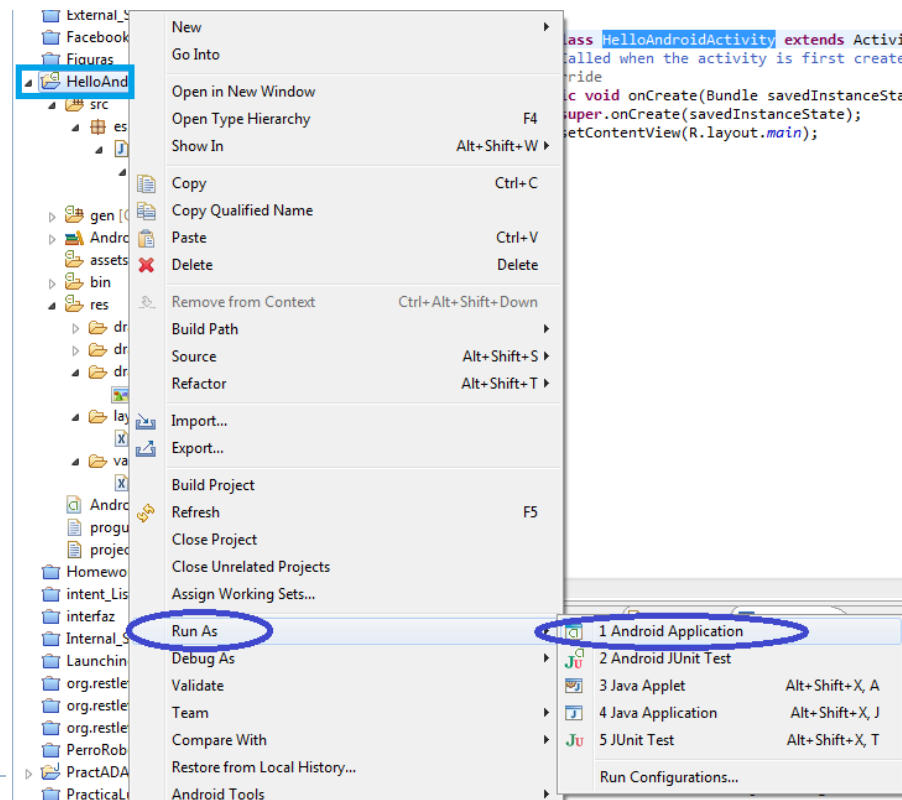 External_S
Facebook
Figuras
HelloAnd
src
es
gen [G
Andro
assets
bin
res
dr
dr
dr
lay
va
Andro
progu
projec
Homewo
intent_Lis
interfaz
Internal_S
Launchin
org.restle
org.restle
org.restle
PerroRob
PractADA
PracticaLu
New
Go Into
Open in New Window
Open Type Hierarchy F4
Show In Alt+Shift+W
Copy Ctrl+C
Copy Qualified Name
Paste Ctrl+V
Delete Delete
Remove from Context Ctrl+Alt+Shift+Down
Build Path
Source Alt+Shift+S
Refactor Alt+Shift+T
Import...
Export...
Build Project
Refresh F5
Close Project
Close Unrelated Projects
Assign Working Sets...
Run As
Debug As
Validate
Team
Compare With
Restore from Local History...
Android Tools
1 Android Application
2 Android JUnit Test
3 Java Applet Alt+Shift+X, A
4 Java Application Alt+Shift+X, J
5 JUnit Test Alt+Shift+X, T
Run Configurations...
lass HelloAndroidActivity extends Activi
alled when the activity is first create
ride
ic void onCreate(Bundle savedInstanceSta
super.onCreate(savedInstanceState);
setContentView(R.layout.main);